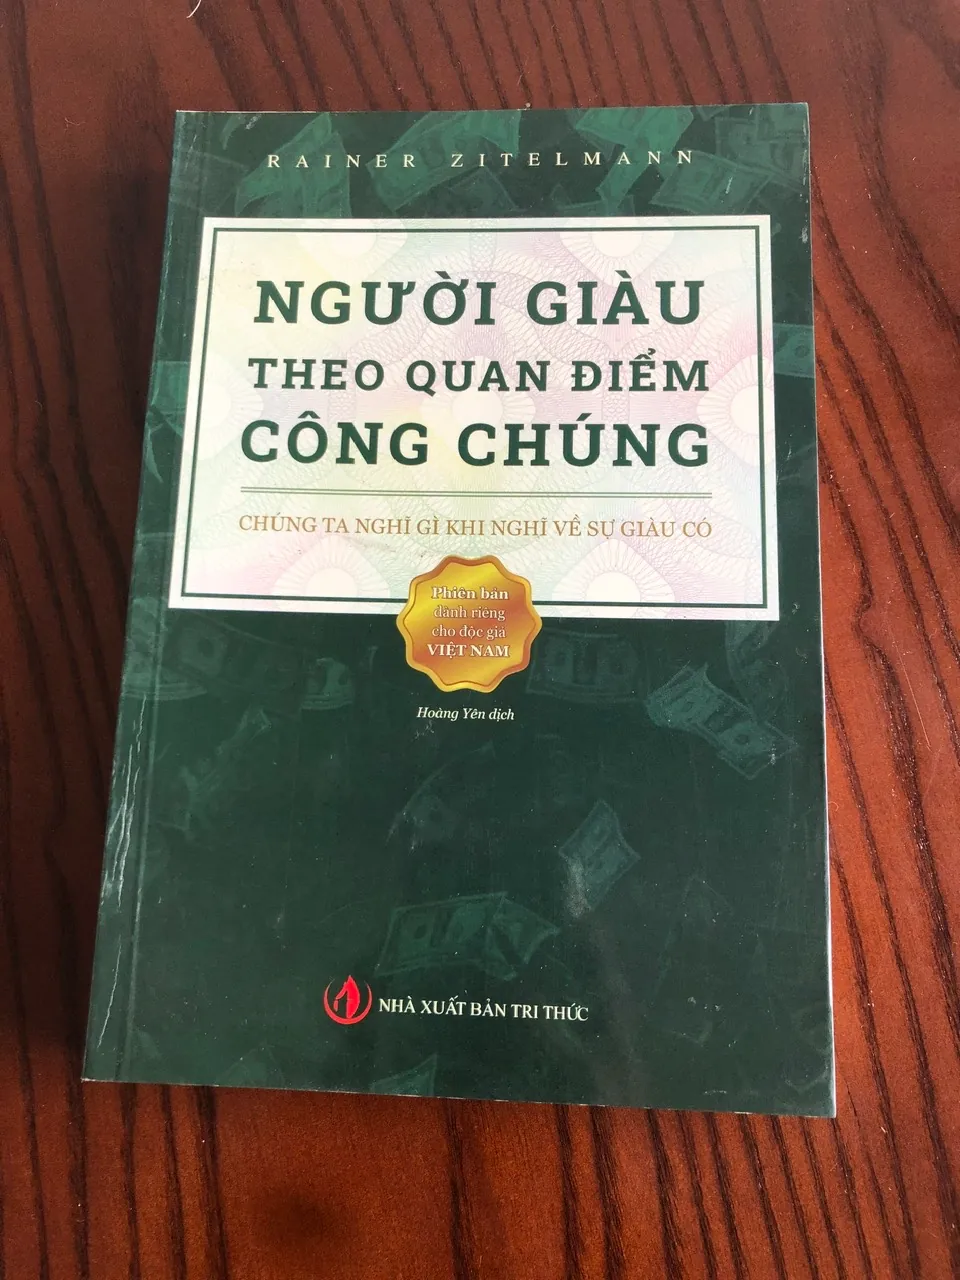 RAINER ZITELMANN
NGƯỜI GIÀU
THEO QUAN ĐIỂM
CÔNG CHÚNG
CHÚNG TA NGHĨ GÌ KHI NGHĨ VỀ SỰ GIÀU CÓ
Phiên bản
dành riêng
cho độc giả
VIỆT NAM
Hoàng Yên dịch
NHÀ XUẤT BẢN TRI THỨC